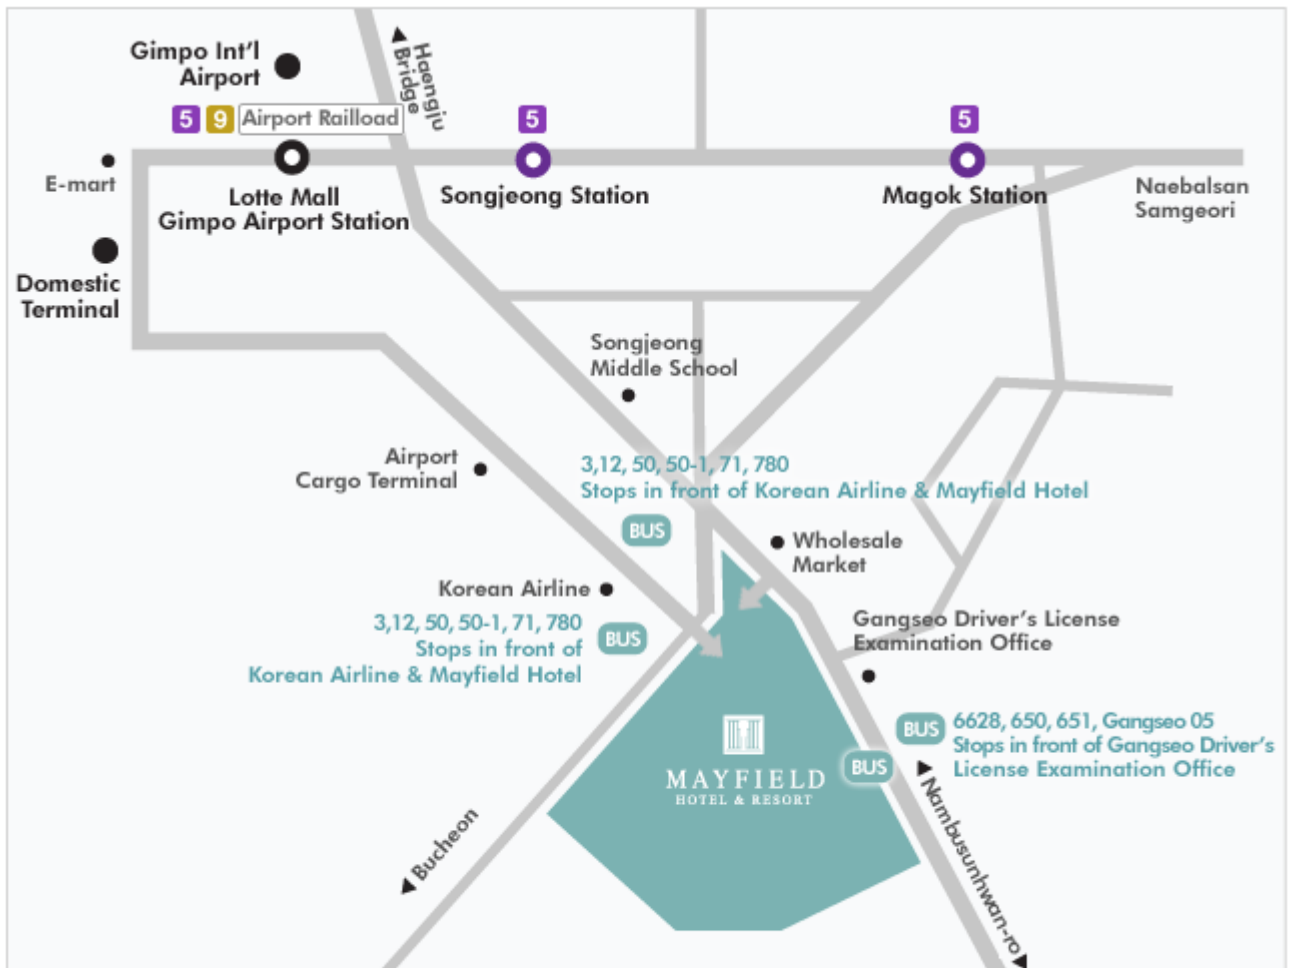 Gimpo Int'l
Airport
Haengju
Bridge
5 9 Airport Railload
5
5
E-mart
Lotte Mall
Gimpo Airport Station
Songjeong Station
Magok Station
Naebalsan
Samgeori
Domestic
Terminal
Songjeong
Middle School
Airport
Cargo Terminal
3,12, 50, 50-1, 71, 780
Stops in front of Korean Airline & Mayfield Hotel
BUS
Wholesale
Market
Korean Airline
3,12, 50, 50-1, 71, 780
Stops in front of
Korean Airline & Mayfield Hotel
BUS
Gangseo Driver's License
Examination Office
BUS
6628, 650, 651, Gangseo 05
Stops in front of Gangseo Driver's
License Examination Office
BUS
MAYFIELD
HOTEL & RESORT
Bucheon
Nambusunhwan-ro